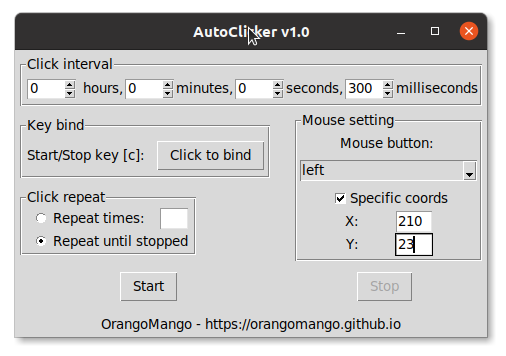 AutoClicker v1.0
Click interval
0 hours, 0 minutes, 0 seconds, 300 milliseconds
Key bind
Start/Stop key [c]: Click to bind
Mouse setting
Mouse button:
left
Specific coords
X: 210
Y: 23
Click repeat
Repeat times:
Repeat until stopped
Start Stop
OrangoMango - https://orangomango.github.io